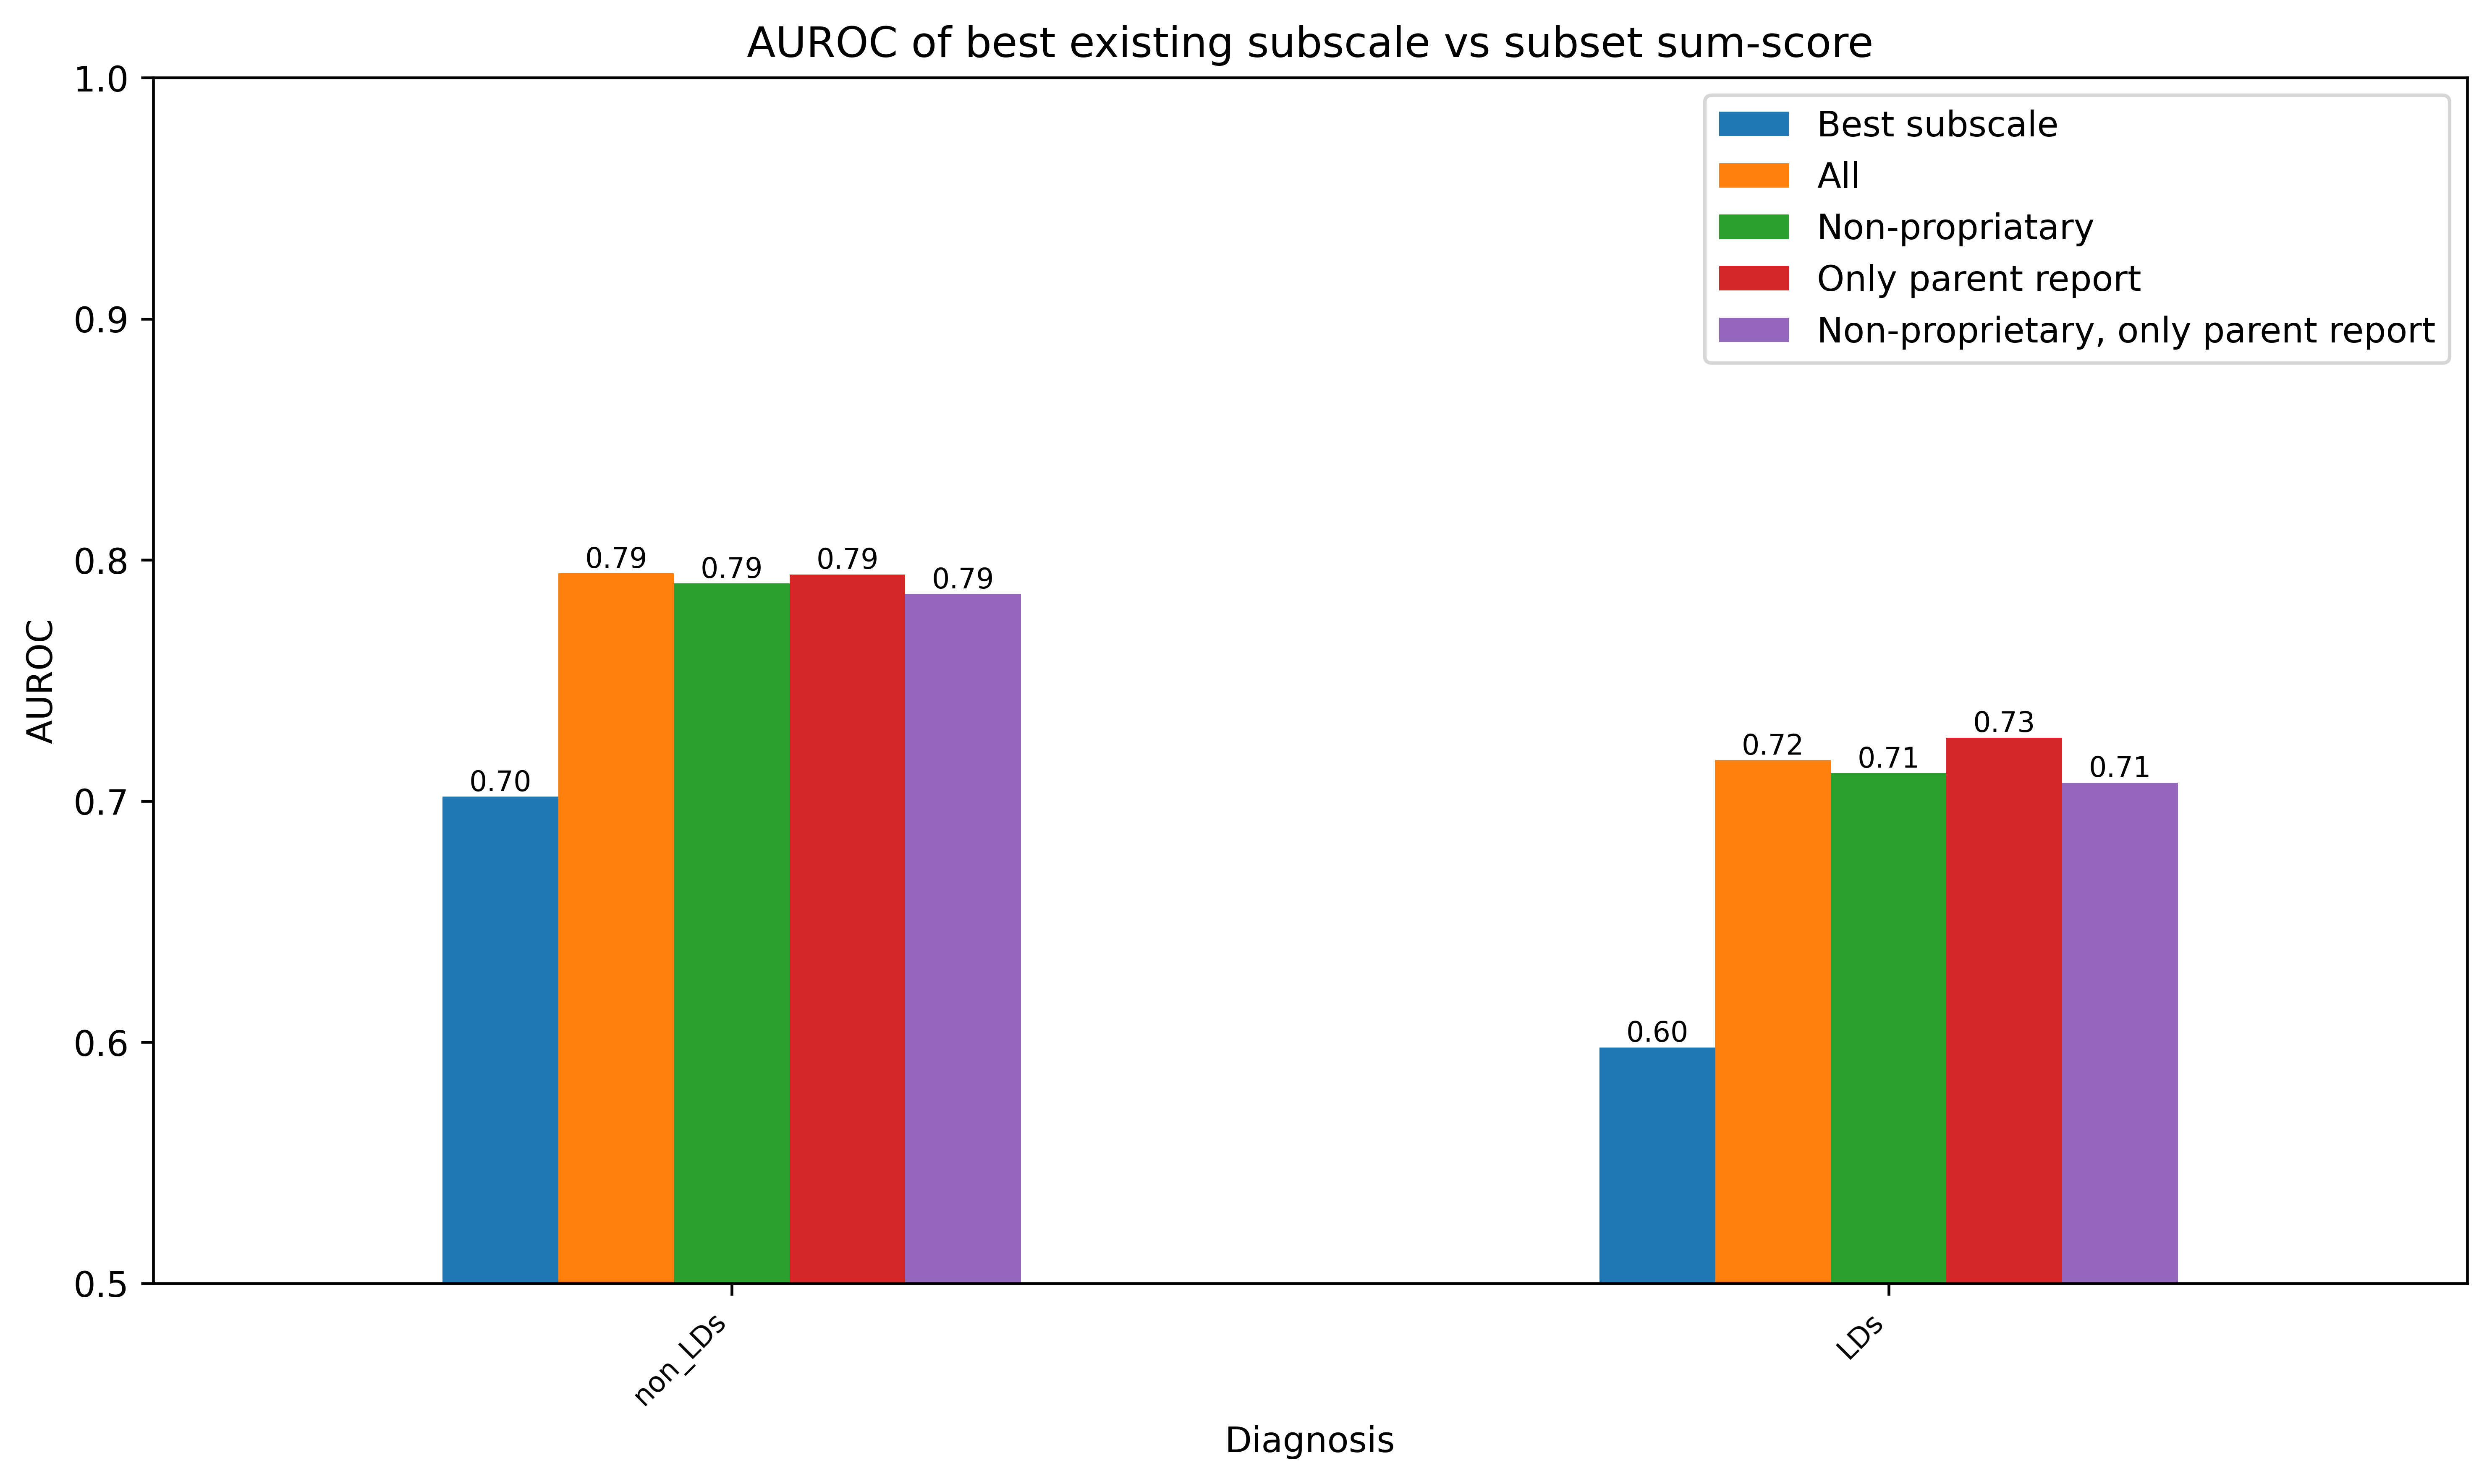 AUROC of best existing subscale vs subset sum-score
1.0
0.9
0.8
0.7
0.6
0.5
AUROC
Best subscale
All
Non-propriatary
Only parent report
Non-proprietary, only parent report
0.70
0.79
0.79
0.79
0.79
0.60
0.72
0.71
0.73
0.71
non_LDs
LDs
Diagnosis